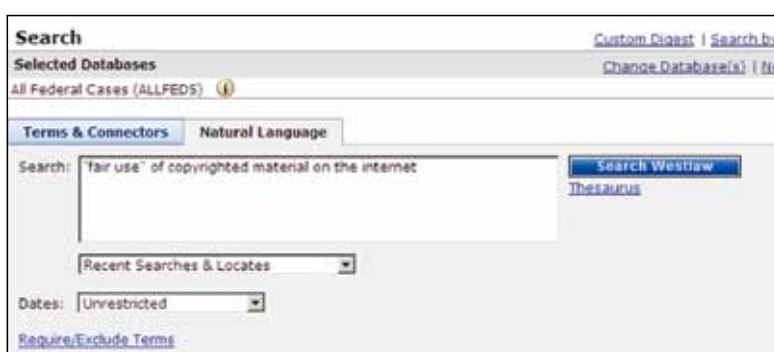 Search Custom Digest | Search by
Selected Databases Change Database(s) |
All Federal Cases (ALLFEDS)
Terms & Connectors Natural Language
Search: "fair use" of copyrighted material on the internet Search Westlaw
Thesaurus
Recent Searches & Locates
Dates: Unrestricted
Require/Exclude Terms